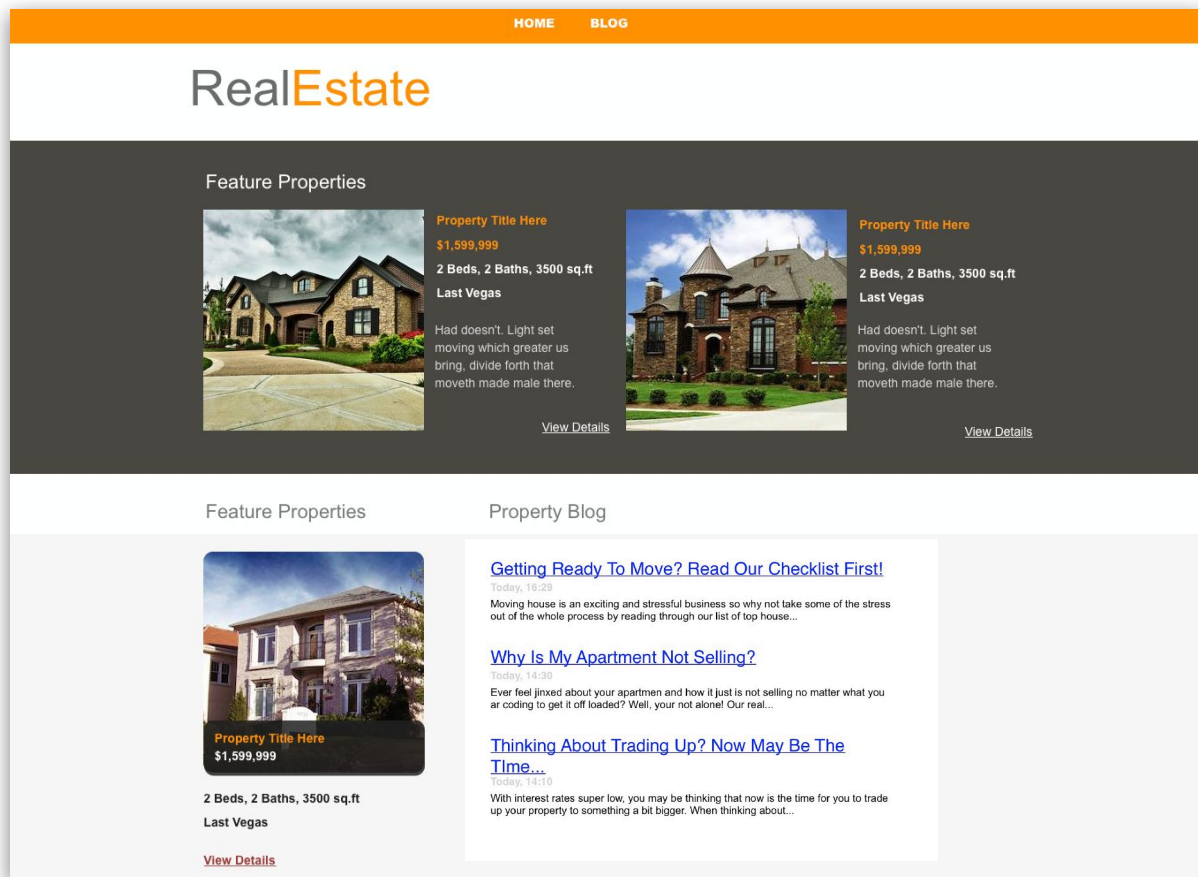 HOME BLOG
RealEstate
Feature Properties
Property Title Here
$1,599,999
2 Beds, 2 Baths, 3500 sq.ft
Last Vegas
Had doesn't. Light set
moving which greater us
bring, divide forth that
moveth made male there.
View Details
Property Title Here
$1,599,999
2 Beds, 2 Baths, 3500 sq.ft
Last Vegas
Had doesn't. Light set
moving which greater us
bring, divide forth that
moveth made male there.
View Details
Feature Properties
Property Title Here
$1,599,999
2 Beds, 2 Baths, 3500 sq.ft
Last Vegas
View Details
Property Blog
Getting Ready To Move? Read Our Checklist First!
Today, 16:29
Moving house is an exciting and stressful business so why not take some of the stress
out of the whole process by reading through our list of top house...
Why Is My Apartment Not Selling?
Today, 14:30
Ever feel jinxed about your apartmen and how it just is not selling no matter what you
ar coding to get it off loaded? Well, your not alone! Our real...
Thinking About Trading Up? Now May Be The
TIme...
Today, 14:10
With interest rates super low, you may be thinking that now is the time for you to trade
up your property to something a bit bigger. When thinking about...